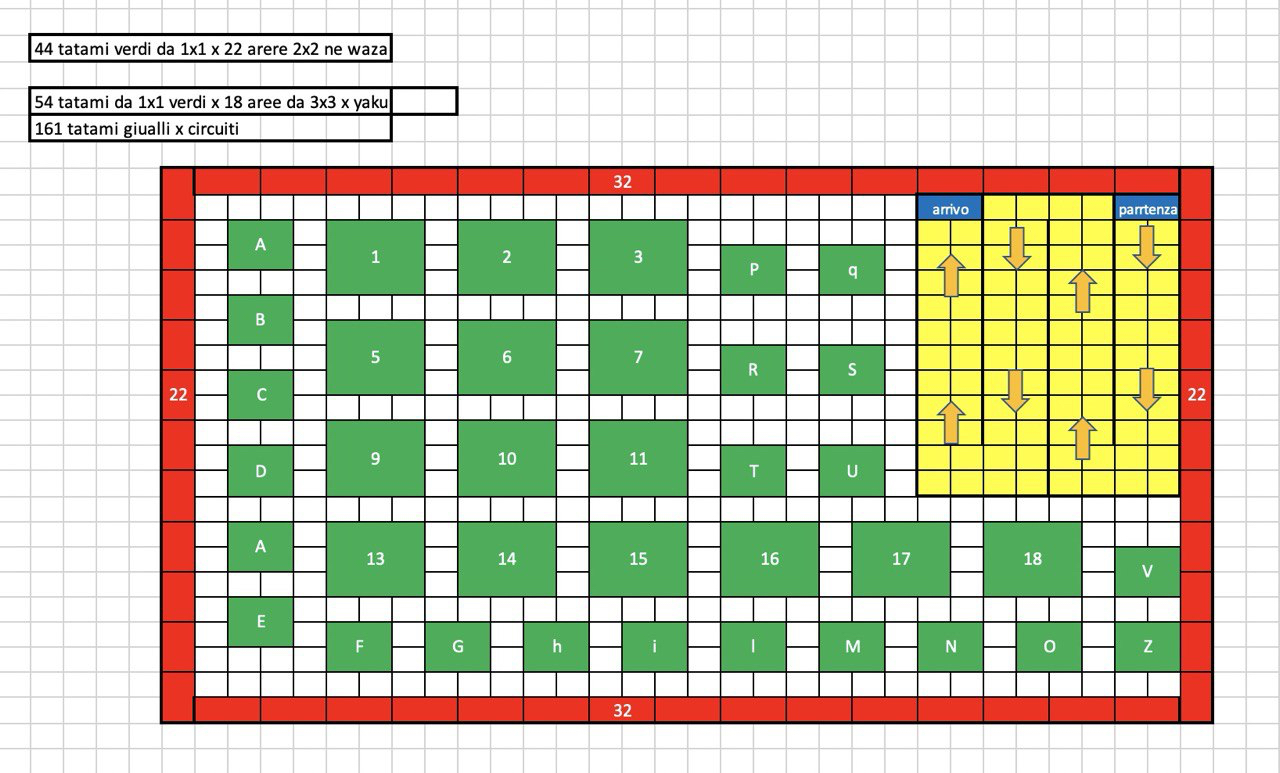 44 tatami verdi da 1x1 x 22 arere 2x2 ne waza
54 tatami da 1x1 verdi x 18 aree da 3x3 x yaku
161 tatami giualli x circuiti
32
arrivo
parrtenza
A
1
2
3
P
q
B
5
6
7
R
S
C
22
22
D
9
10
11
T
U
A
13
14
15
16
17
18
V
E
F
G
h
i
l
M
N
O
Z
32